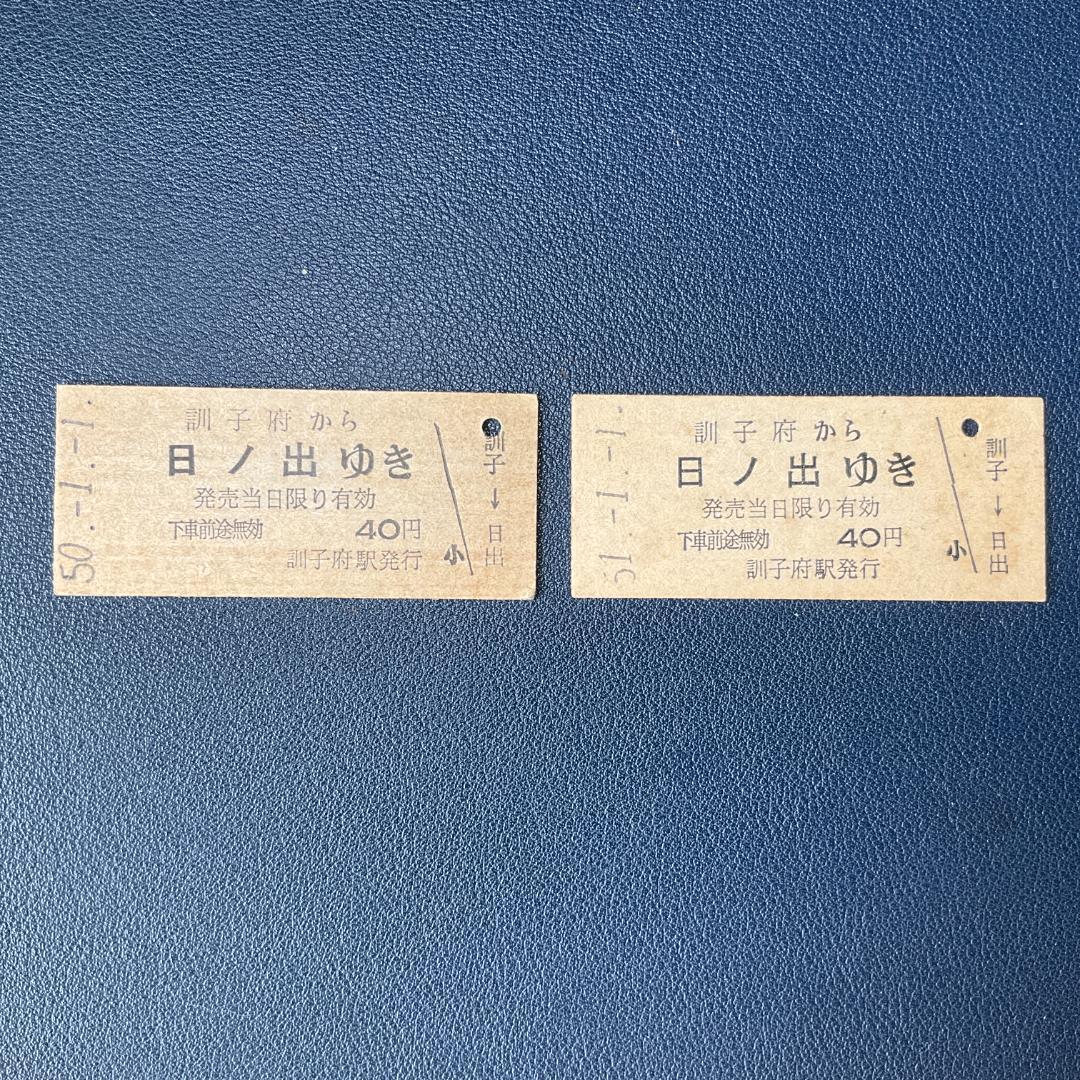 50.-1.-1.
訓子府から
日ノ出ゆき
発売当日限り有効
下車前途無効 40円
訓子府駅発行
小
訓子→日出
51.-1.-1.
訓子府から
日ノ出ゆき
発売当日限り有効
下車前途無効 40円
訓子府駅発行
小
訓子→日出